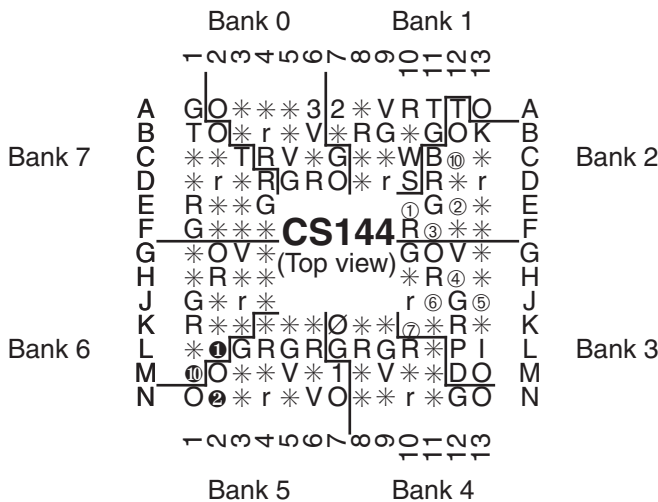 Bank 0 Bank 1
1 2 3 4 5 6 7 8 9 10 11 12 13
A G O ✳ ✳ ✳ 3 2 ✳ V R T T O A
B T O ✳ r ✳ V ✳ R G ✳ G O K B
Bank 7 C ✳ ✳ T R V ✳ G ✳ ✳ W B ⑩ ✳ C Bank 2
D ✳ r ✳ R G R O ✳ r S R ✳ r D
E R ✳ ✳ G ① G ② ✳ E
F G ✳ ✳ ✳ CS144 R ③ ✳ ✳ F
G ✳ O V ✳ (Top view) G O V ✳ G
H ✳ R ✳ ✳ ✳ R ④ ✳ H
J G ✳ r ✳ r ⑥ G ⑤ J
K R ✳ ✳ ✳ ✳ ✳ Ø ✳ ✳ ⑦ ✳ R ✳ K
Bank 6 L ✳ ❶ G R G R G R G R ✳ P I L Bank 3
M ❿ O ✳ ✳ V ✳ 1 ✳ ✳ V ✳ D O M
N O ❷ ✳ r ✳ V O ✳ ✳ r ✳ G O N
1 2 3 4 5 6 7 8 9 10 11 12 13
Bank 5 Bank 4